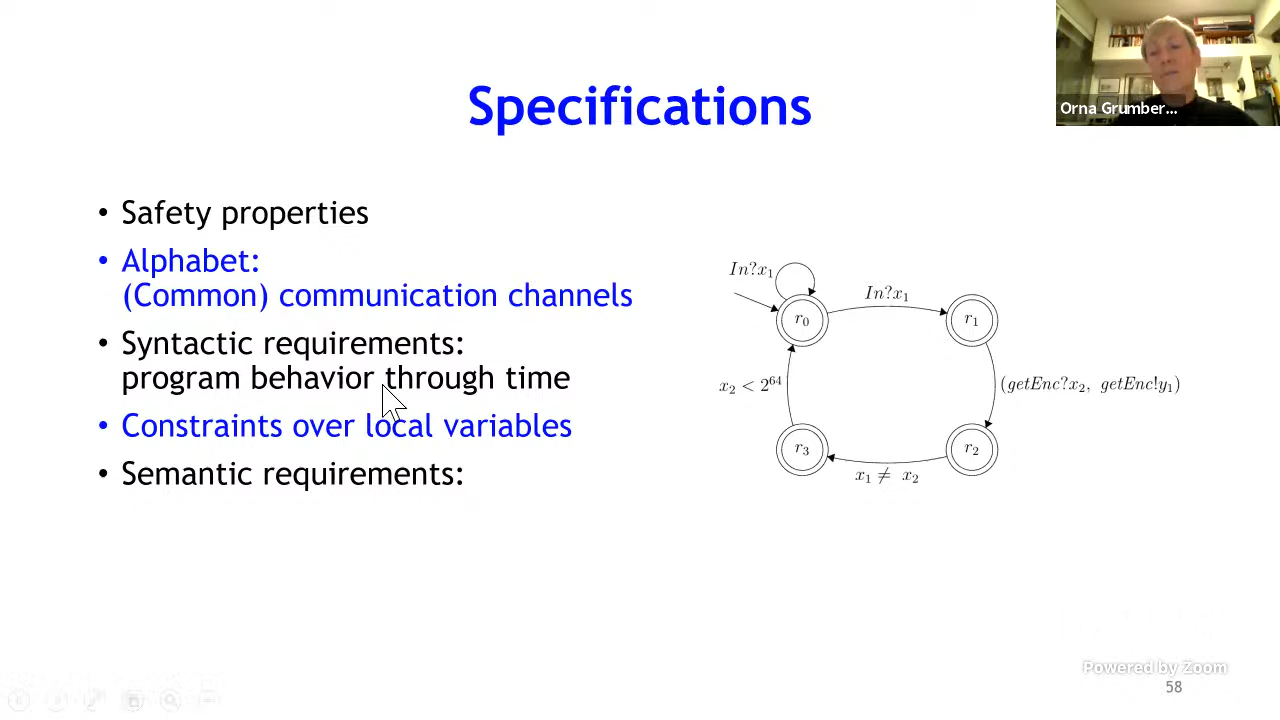 Orna Grumber...
Specifications
• Safety properties
• Alphabet:
(Common) communication channels
• Syntactic requirements:
program behavior through time
• Constraints over local variables
• Semantic requirements:
In?x₁
In?x₁
r₀
r₁
x₂ < 2⁶⁴
(getEnc?x₂, getEnc!y₁)
r₃
r₂
x₁ ≠ x₂
Powered by Zoom
58